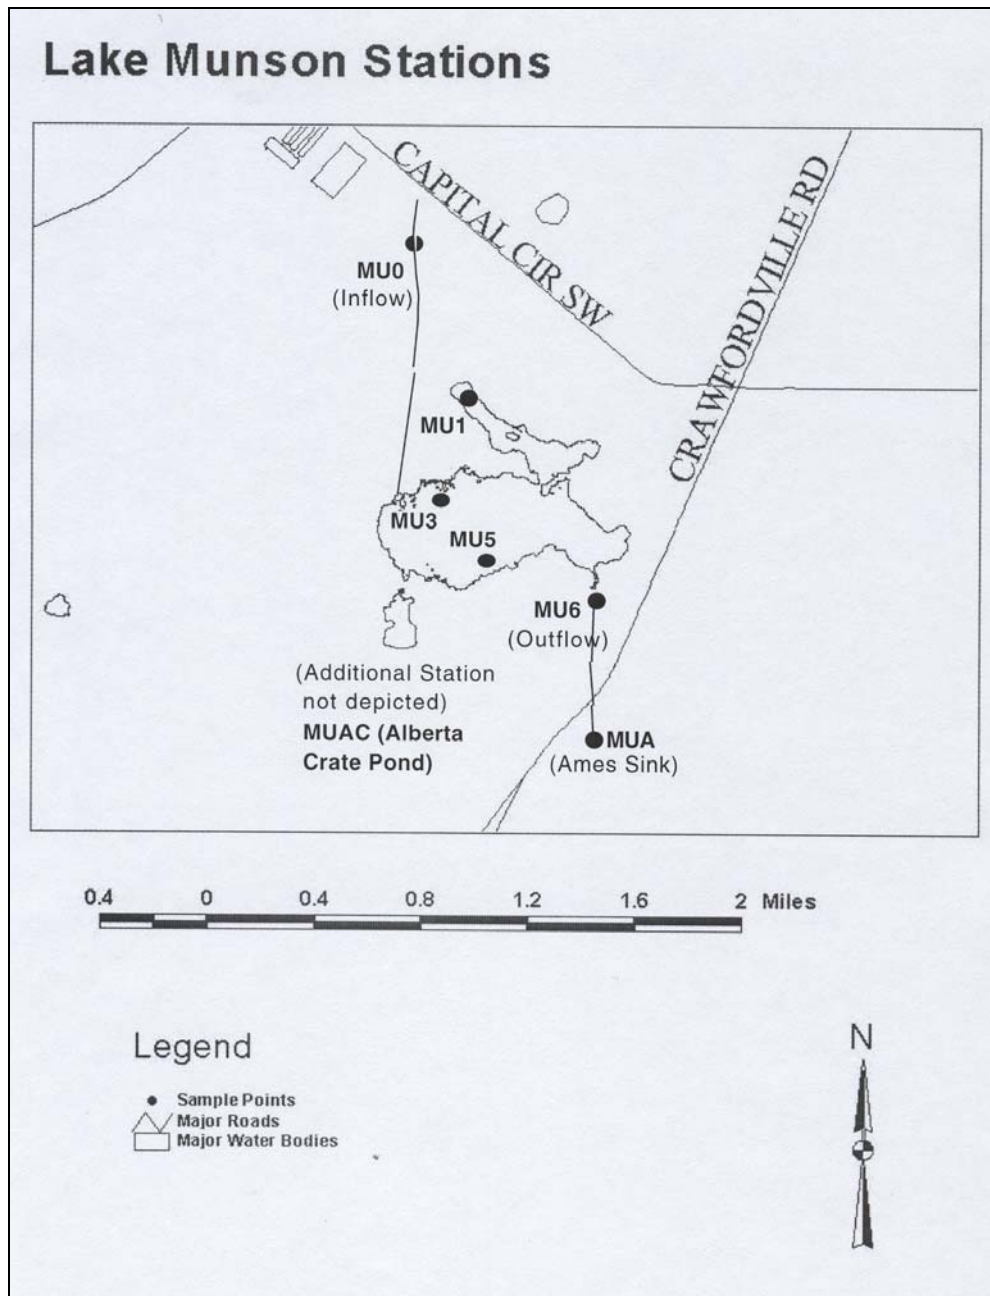 Lake Munson Stations
CAPITAL CIR SW
CRAWFORDVILLE RD
MU0
(Inflow)
MU1
MU3
MU5
MU6
(Outflow)
(Additional Station
not depicted)
MUAC (Alberta
Crate Pond)
MUA
(Ames Sink)
0.4 0 0.4 0.8 1.2 1.6 2 Miles
Legend
Sample Points
Major Roads
Major Water Bodies
N